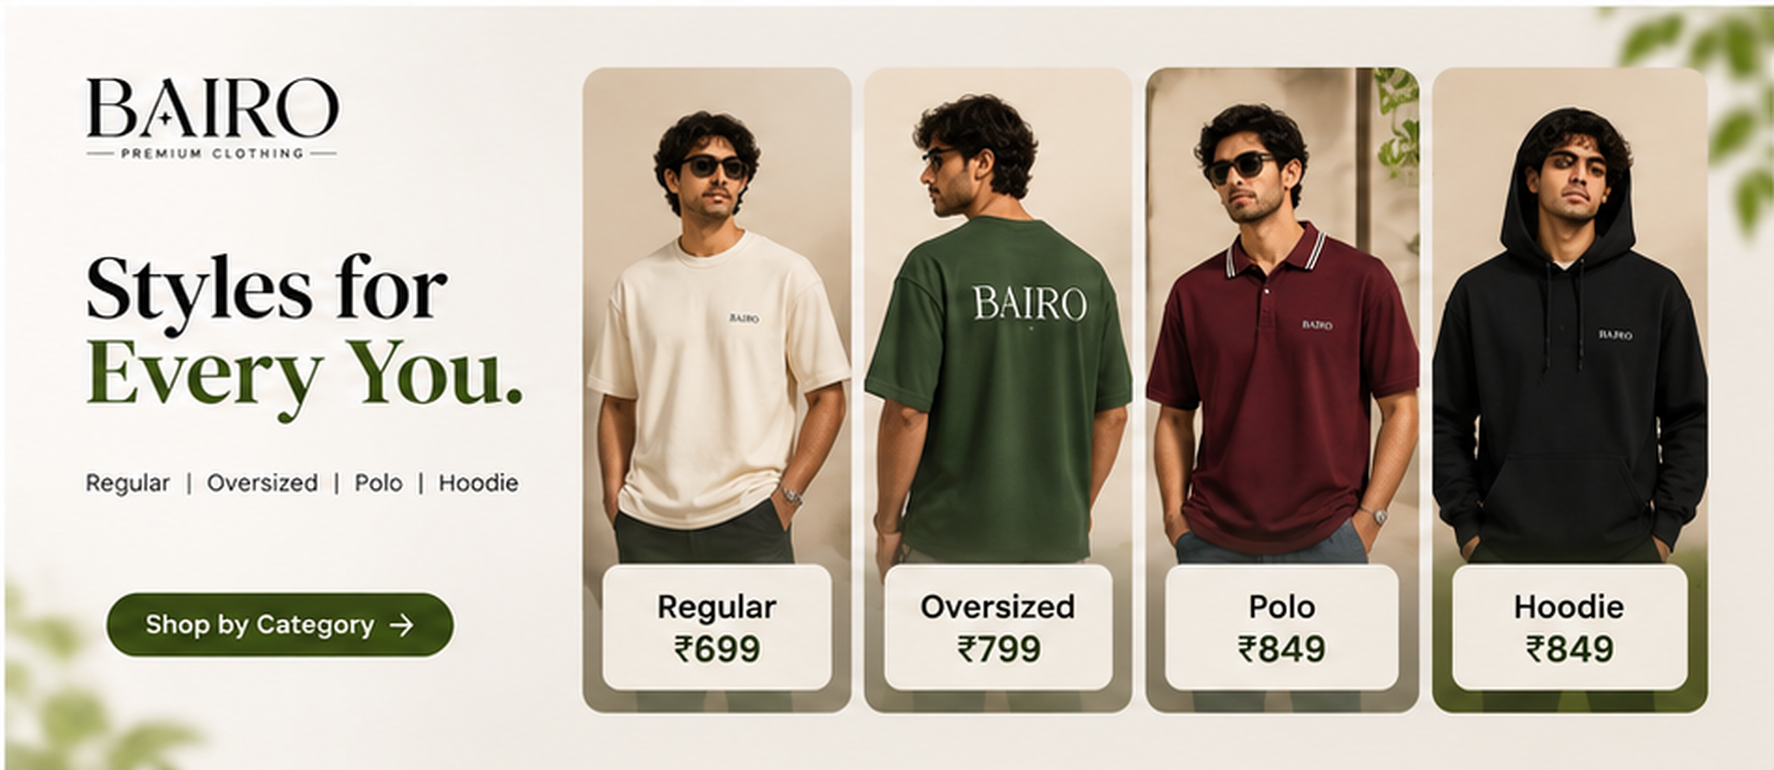 BAIRO
PREMIUM CLOTHING
Styles for
Every You.
Regular | Oversized | Polo | Hoodie
Shop by Category →
BAIRO
Regular
₹699
BAIRO
Oversized
₹799
BAIRO
Polo
₹849
BAIRO
Hoodie
₹849